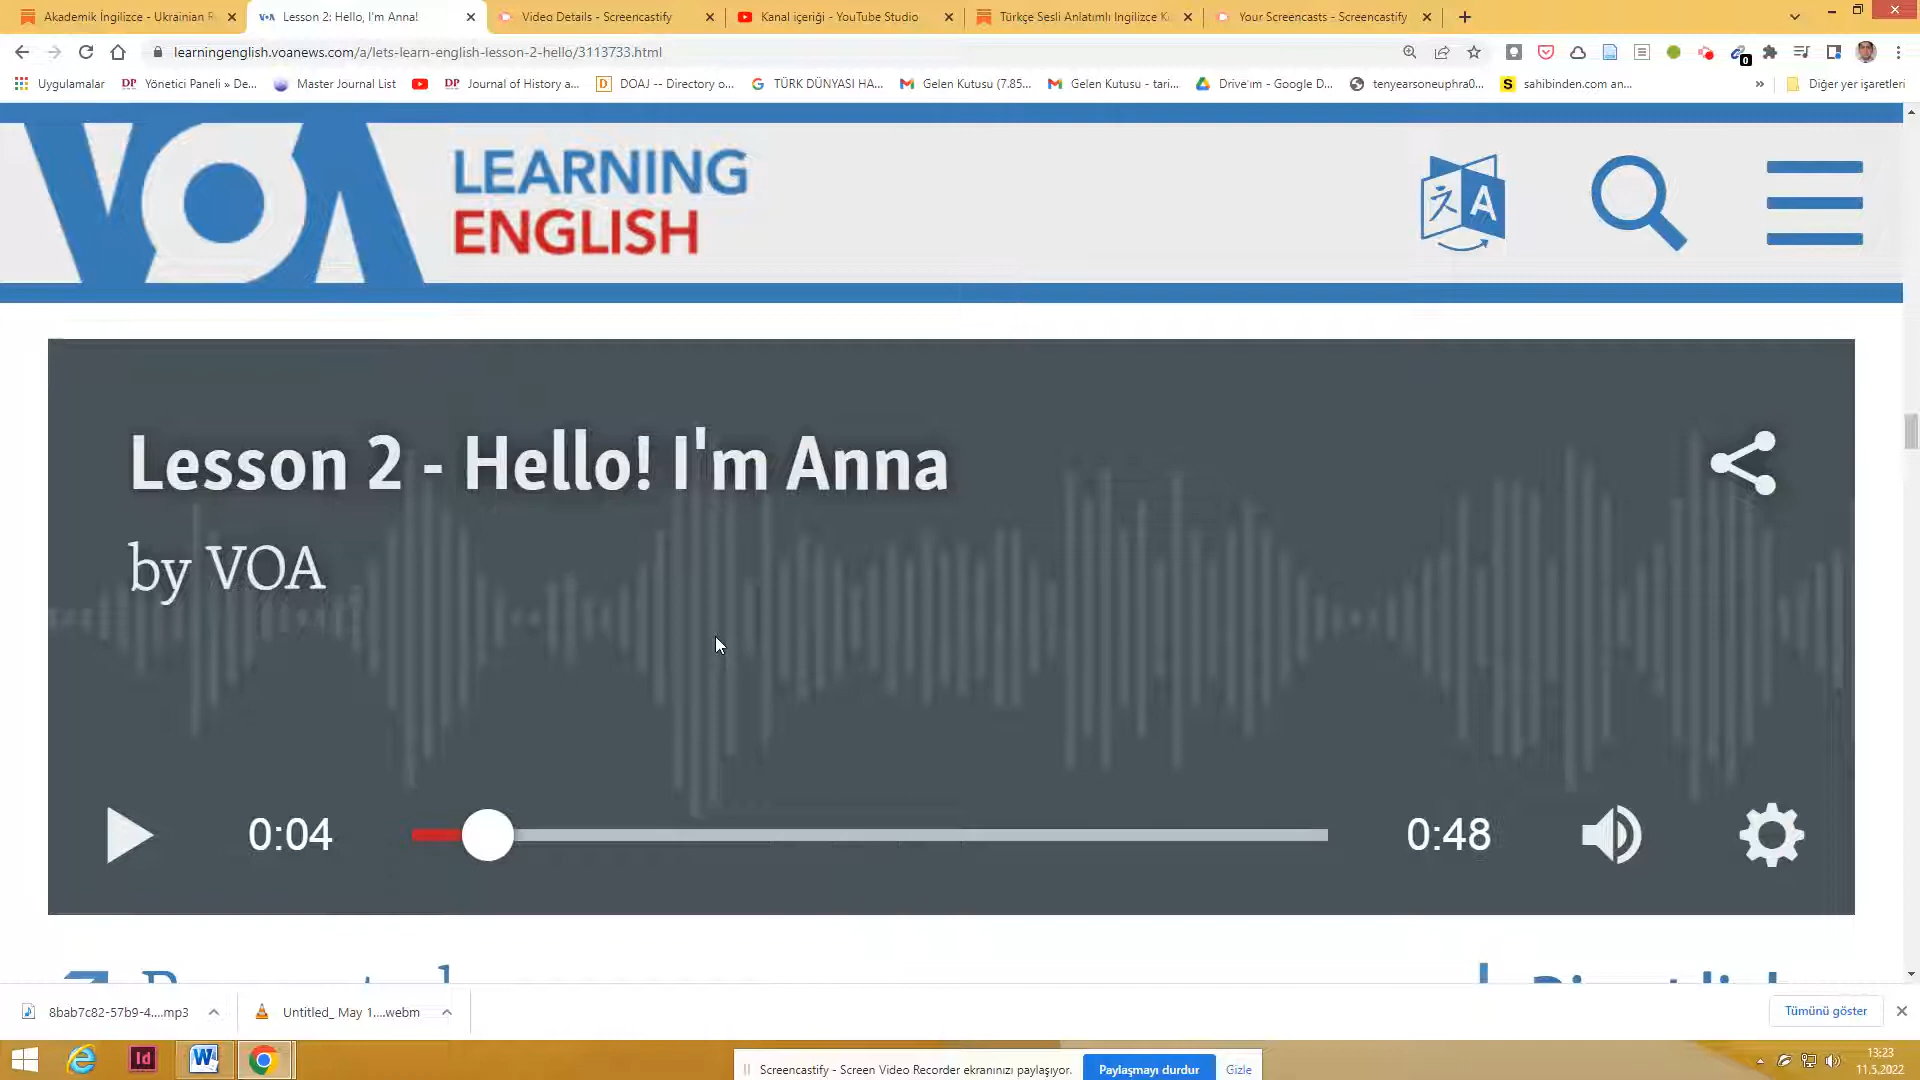 Akademik İngilizce - Ukrainian
Lesson 2: Hello, I'm Anna!
Video Details - Screencastify
Kanal içeriği - YouTube Studio
Türkçe Sesli Anlatımlı Ingilizce
Your Screencasts - Screencastify
learningenglish.voanews.com/a/lets-learn-english-lesson-2-hello/3113733.html
Uygulamalar
DP Yönetici Paneli » De...
Master Journal List
DP Journal of History a...
DOAJ -- Directory o...
TÜRK DÜNYASI HA...
Gelen Kutusu (7.85...
Gelen Kutusu - tari...
Drive'ım - Google D...
tenyearsoneuphra0...
sahibinden.com an...
»
Diğer yer işaretleri
VOA
LEARNING
ENGLISH
Lesson 2 - Hello! I'm Anna
by VOA
0:04
0:48
8bab7c82-57b9-4....mp3
Untitled_ May 1....webm
Tümünü göster
Screencastify - Screen Video Recorder ekranınızı paylaşıyor.
Paylaşmayı durdur
Gizle
13:23
11.5.2022